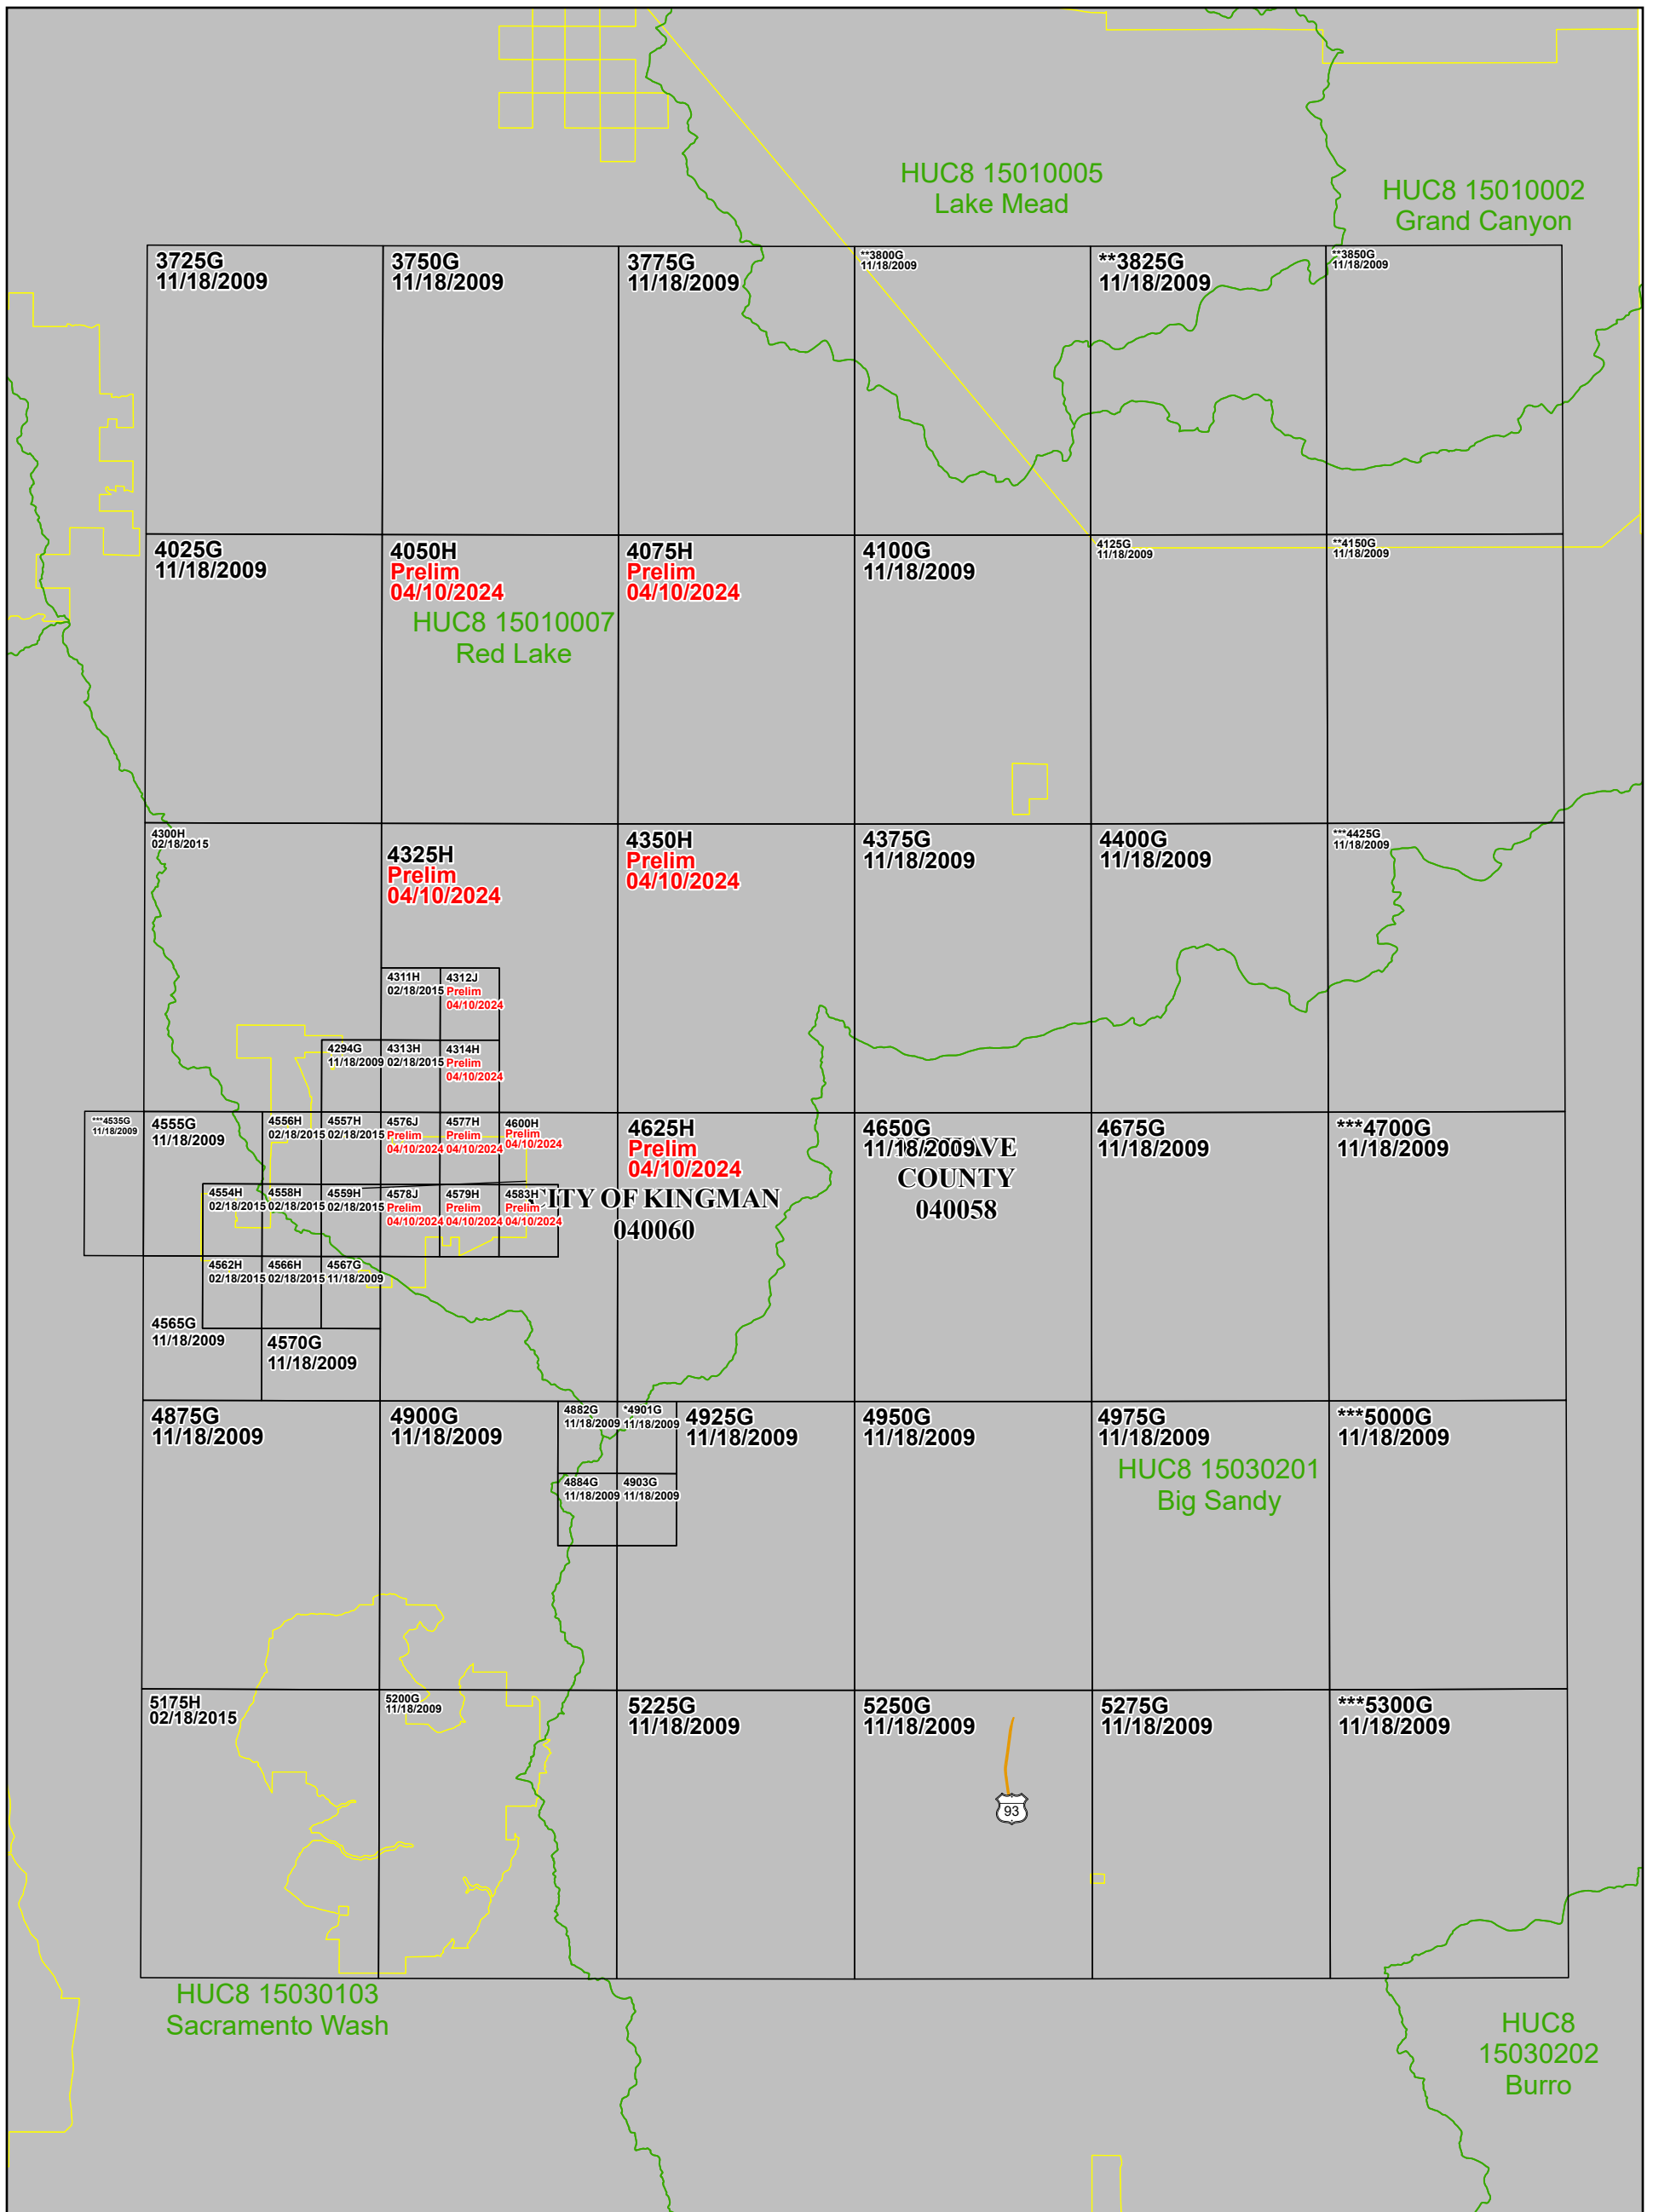 HUC8 15010005
Lake Mead
HUC8 15010002
Grand Canyon
3725G
11/18/2009
3750G
11/18/2009
3775G
11/18/2009
**3800G
11/18/2009
**3825G
11/18/2009
**3850G
11/18/2009
4025G
11/18/2009
4050H
Prelim
04/10/2024
HUC8 15010007
Red Lake
4075H
Prelim
04/10/2024
4100G
11/18/2009
4125G
11/18/2009
**4150G
11/18/2009
4300H
02/18/2015
4325H
Prelim
04/10/2024
4350H
Prelim
04/10/2024
4375G
11/18/2009
4400G
11/18/2009
***4425G
11/18/2009
4311H
02/18/2015
4312J
Prelim
04/10/2024
4294G
11/18/2009
4313H
02/18/2015
4314H
Prelim
04/10/2024
***4535G
11/18/2009
4555G
11/18/2009
4556H
02/18/2015
4557H
02/18/2015
4576J
Prelim
04/10/2024
4577H
Prelim
04/10/2024
4600H
Prelim
04/10/2024
4625H
Prelim
04/10/2024
4650G
11/18/2009
COUNTY
040058
4675G
11/18/2009
***4700G
11/18/2009
4554H
02/18/2015
4558H
02/18/2015
4559H
02/18/2015
4578J
Prelim
04/10/2024
4579H
Prelim
04/10/2024
4583H
Prelim
04/10/2024
CITY OF KINGMAN
040060
4562H
02/18/2015
4566H
02/18/2015
4567G
11/18/2009
4565G
11/18/2009
4570G
11/18/2009
4875G
11/18/2009
4900G
11/18/2009
4882G
11/18/2009
*4901G
11/18/2009
4925G
11/18/2009
4950G
11/18/2009
4975G
11/18/2009
HUC8 15030201
Big Sandy
***5000G
11/18/2009
4884G
11/18/2009
4903G
11/18/2009
5175H
02/18/2015
5200G
11/18/2009
5225G
11/18/2009
5250G
11/18/2009
93
5275G
11/18/2009
***5300G
11/18/2009
HUC8 15030103
Sacramento Wash
HUC8
15030202
Burro